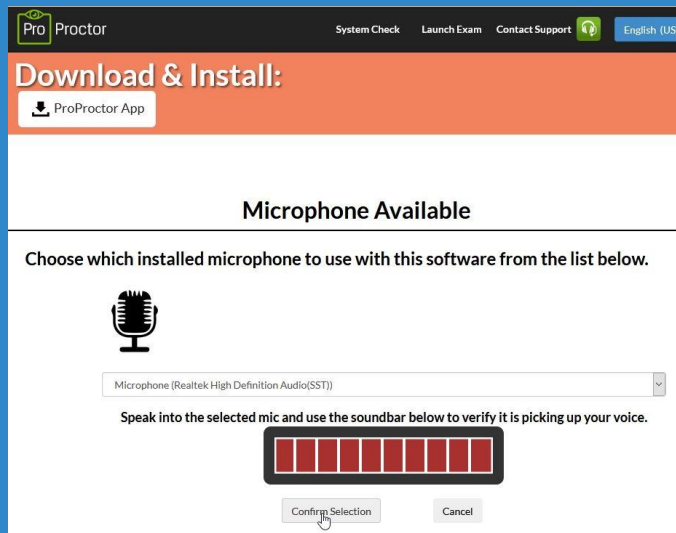 Pro Proctor
System Check Launch Exam Contact Support English (US
Download & Install:
ProProctor App
Microphone Available
Choose which installed microphone to use with this software from the list below.
Microphone (Realtek High Definition Audio(SST))
Speak into the selected mic and use the soundbar below to verify it is picking up your voice.
Confirm Selection Cancel